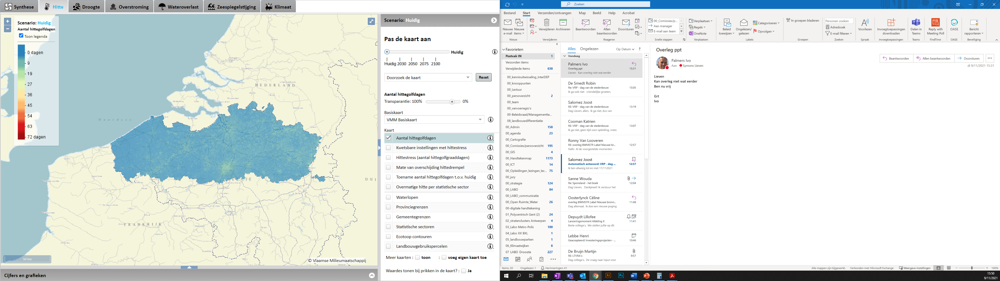 Synthese
Hitte
Droogte
Overstroming
Wateroverlast
Zeespiegelstijging
Klimaat
Scenario: Huidig
Aantal hittegolfdagen
Toon legenda
0 dagen
9
19
27
36
45
54
63
72 dagen
Noordzee
NEDERLAND
BELGIË
FRANKRIJK
DUI
50 km
© Vlaamse Milieumaatschappij
Cijfers en grafieken
Scenario: Huidig
Pas de kaart aan
Huidig
Huidig 2030 2050 2075 2100
Doorzoek de kaart
Reset
Aantal hittegolfdagen
Transparantie: 100% 0%
Basiskaart
VMM Basiskaart
Kaart
Aantal hittegolfdagen
Kwetsbare instellingen met hittestress
Hittestress (aantal hittegolfgraaddagen)
Mate van overschijding hittedrempel
Toename aantal hittegolfdagen t.o.v. huidig
Overmatige hitte per statistische sector
Waterlopen
Provinciegrenzen
Gemeentegrenzen
Statistische sectoren
Ecotoop contouren
Landbouwgebruikspercelen
Meer kaarten : toon : voeg eigen kaart toe
Waardes tonen bij prikken in de kaart? : Ja
Zoeken
Bestand Start Verzenden/ontvangen Map Beeld Help Acrobat
Nieuwe e-mail
Nieuwe items
Nieuw
Verwijderen
Archiveren
Verwijderen
Beantwoorden
Allen beantwoorden
Doorsturen
Reageren
00_Comissies/p...
Aan manager
E-mail aan team
Snelle stappen
Verplaatsen
Regels
OneNote
Verplaatsen
Beleid toewijzen
Ongelezen/ gelezen
Categoriseren
Opvolgen
Labels
In groepen bladeren
Groepen
Personen zoeken
Adresboek
E-mail filteren
Zoeken
Voorlezen
Spraak
Invoegtoepassingen downloaden
Invoegtoepassingen
Delen in Teams
Teams
Reply with Meeting Poll
FindTime
OASE
OASE
Bericht rapporteren
Beveiliging
Favorieten
Postvak IN 1
Verzonden items
Verwijderde items 638
00_kennisuitwisseling_interDEP
00_knooppunten
00_Lectuur
00_persoverzicht 2
00_team
00_vervoerregio's
00-Beleidsraad/Managementte...
08_landbouwdifferentiatie
00_Admin 158
00_agenda 23
00_Cartografie
00_Comissies/persoverzicht 195
00_GIS 4
00_Handtekenmap 1173
00_ICT 14
00_Opleidingen_lezingen_lec... 75
00_jury
00_strategie 124
00_LABO 84
00_LABO_communicatie
00_Open Ruimte_Water 26
00-digitale handtekening
01_Polycentrisch Gent (2) 24
02_stratenclusters Antwerpen 4
03_Labo Metro-Polis 100
04_Labo XX BXL 1
05_landbouwparken 1
06_Klimaatwijken 8
07 LABO Droogte 227
Alles Ongelezen Op Datum
Vandaag
Palmers Ivo
Overleg ppt 15:31
Lieven Kan overleg niet wat eerder
De Smedt Robin
Re: VRP - dag van de stedenbouw 15:05
Ik ga ook niet vriendelijke groeten,
Salomez Joost
RE: VRP - dag van de stedenbouw 13:19
Dag Lieven, allen, Ik ga niet, dus van
Cooman Katrien
RE: VRP - dag van de stedenbouw 13:07
Ik ga niet, geen tijd voor opleiding, vrees
Ronny Van Looveren
RE: overleg BWMSTR Label Nieuwe br... 12:57
Hallo Al de voorgestelde momenten
Salomez Joost
Automatisch antwoord: VRP - dag ... 12:57
Ik ben afwezig tot en met 17/112021
Sanne Wouda
Re: Sponsland - het boek 12:04
Dag Lieven, Dankjewel! Ik verstuur het
Oosterlynck Céline
overleg BWMSTR Label Nieuwe bronn... 11:48
Dag allemaal, Ik doe een nieuwe poging
Depuydt Lillofee
Lanceringsmoment Afdeling X 11:41
Beste collega's, We stellen jullie op dit
Lebbe Henri
Geaccepteerd: Investeringsprojecten - ... 10:46
De Bruijn Martijn
RE: LTVRA's 9:57
Dag collega's, De vraag naar input voor
Overleg ppt
Palmers Ivo
Aan Symons Lieven
Beantwoorden
Allen beantwoorden
Doorsturen
di 9/11/2021 15:31
Lieven
Kan overleg niet wat eerder
Ben nu vrij
Grt
Ivo
Items: 20 Ongelezen: 1 Herinneringen: 41
Alle mappen zijn bijgewerkt. Verbonden met: Microsoft Exchange Weergave-instellingen 100%
15:50
9/11/2021